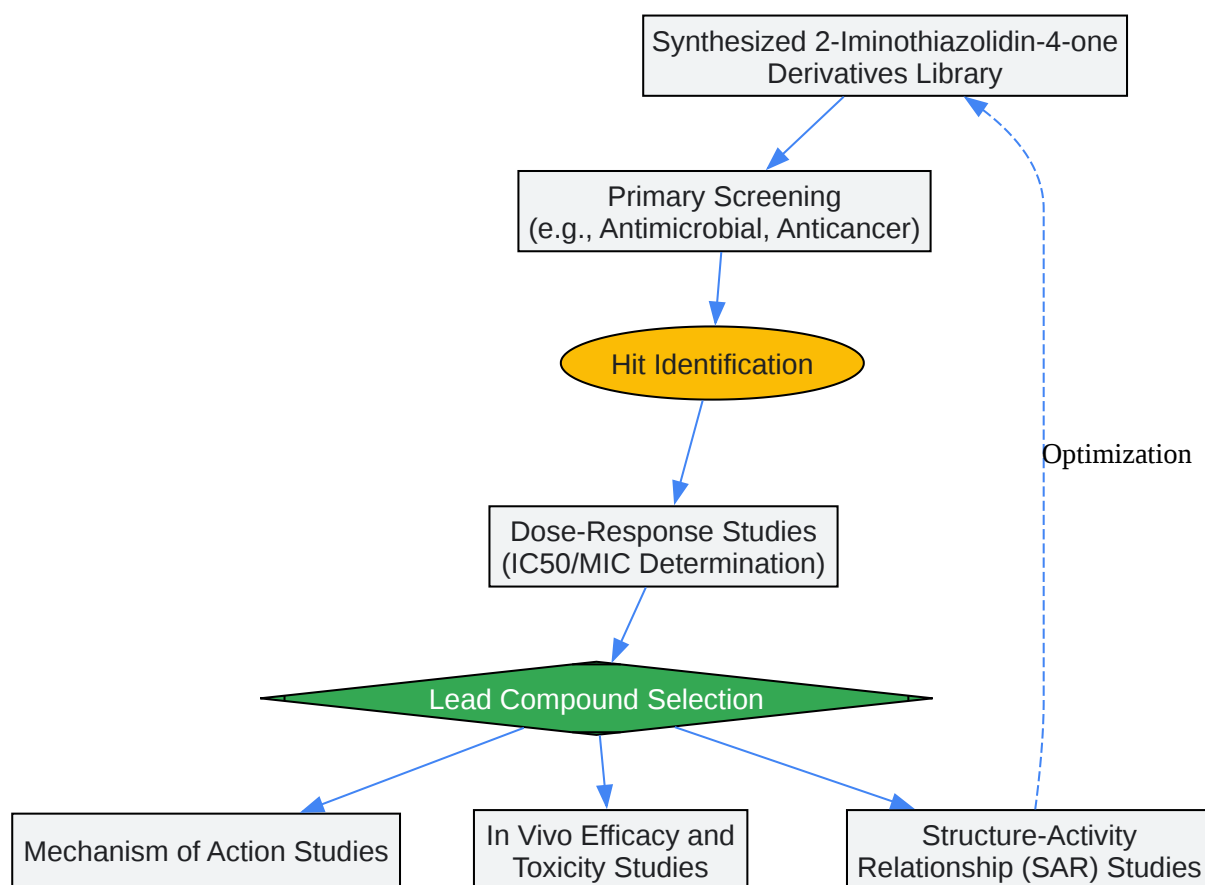 Synthesized 2-Iminothiazolidin-4-one
Derivatives Library
Primary Screening
(e.g., Antimicrobial, Anticancer)
Hit Identification
Optimization
Dose-Response Studies
(IC50/MIC Determination)
Lead Compound Selection
Mechanism of Action Studies
In Vivo Efficacy and
Toxicity Studies
Structure-Activity
Relationship (SAR) Studies